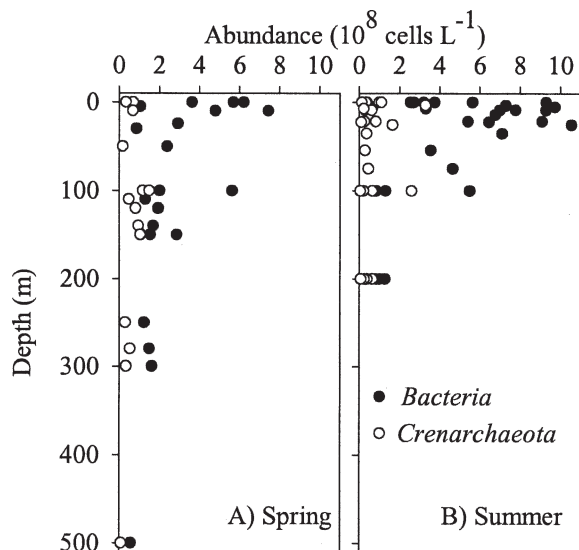 Abundance (10^8 cells L^-1)
0 2 4 6 8 10 0 2 4 6 8 10
0
100
200
300
400
500
Depth (m)
● Bacteria
○ Crenarchaeota
A) Spring B) Summer